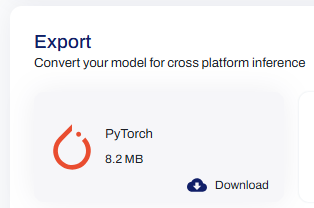 Export
Convert your model for cross platform inference
PyTorch
8.2 MB
Download